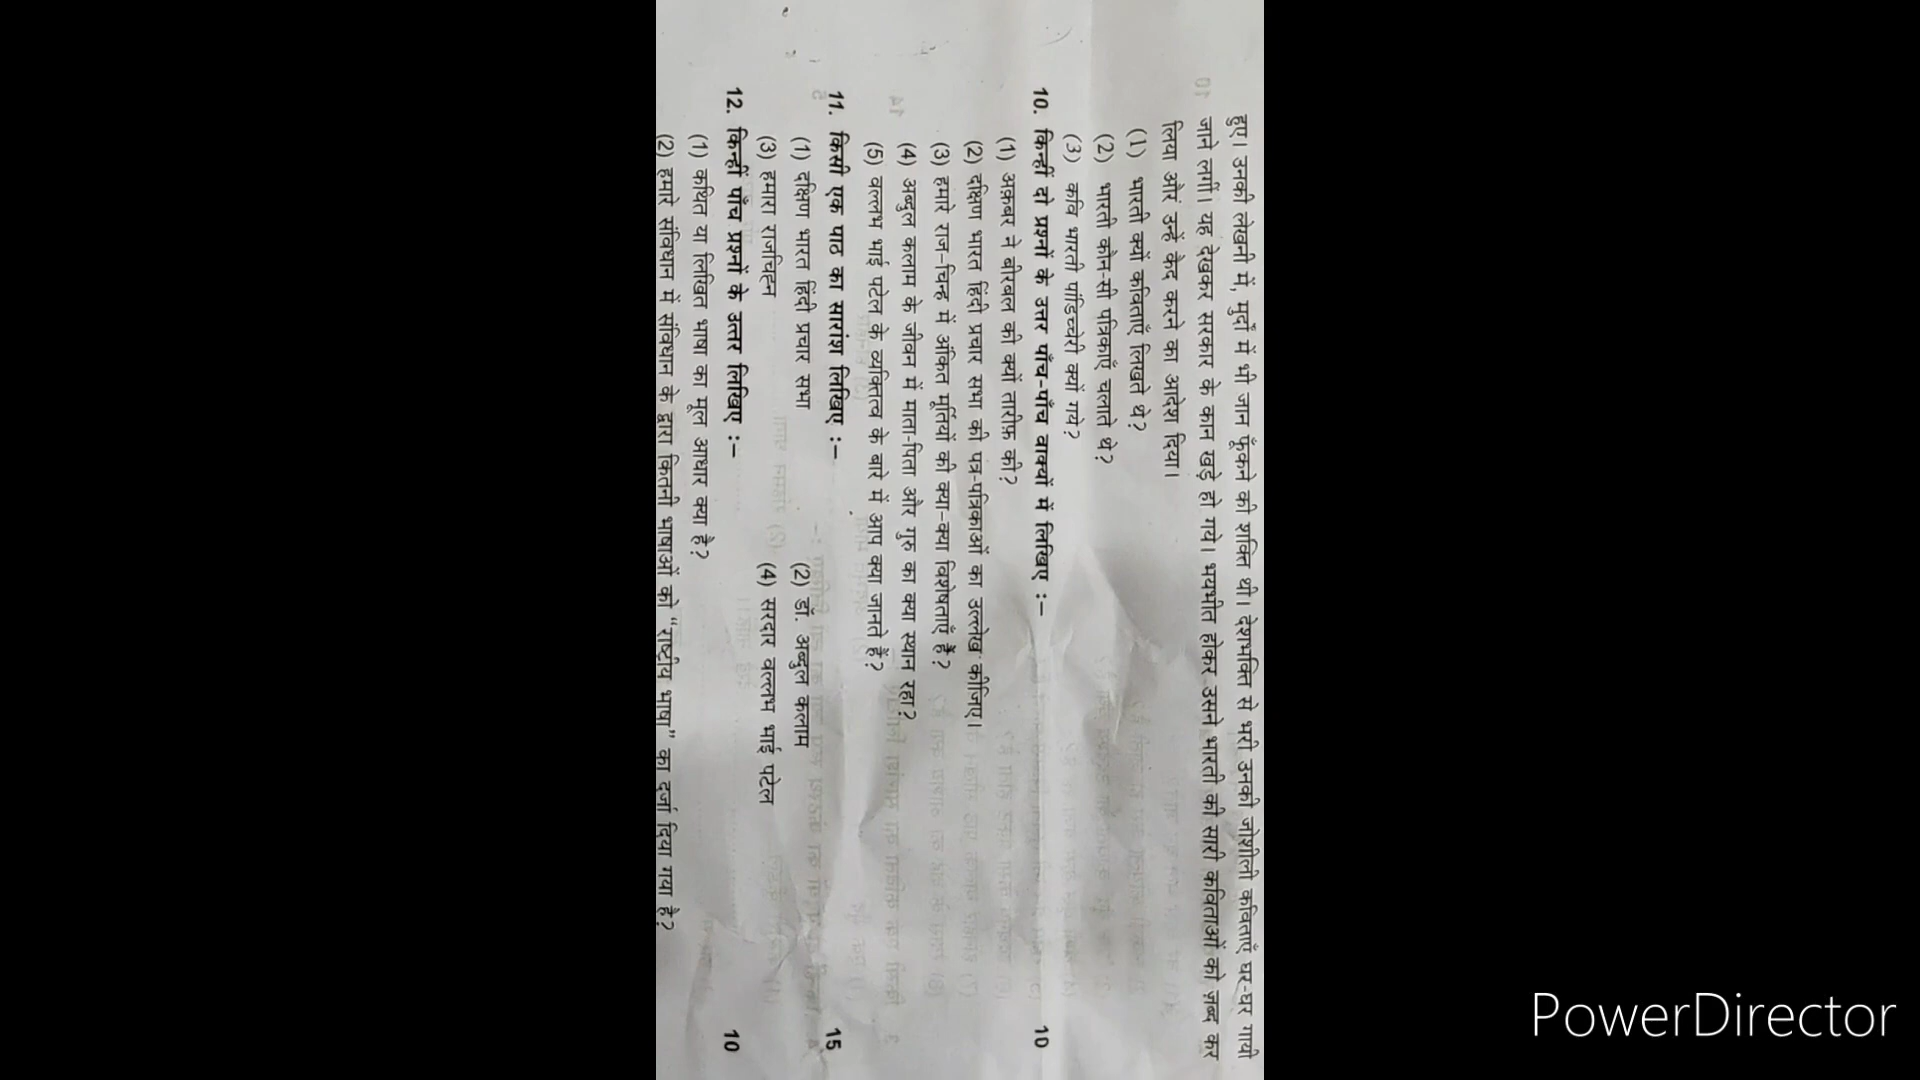 हुए। उनकी लेखनी में, मुर्दों में भी जान फूँकने की शक्ति थी। देशभक्ति से भरी उनकी जोशीली कविताएँ घर-घर गायी
जाने लगीं। यह देखकर सरकार के कान खड़े हो गये। भयभीत होकर उसने भारती की सारी कविताओं को ज़ब्द कर
लिया और उन्हें कैद करने का आदेश दिया।
(1) भारती क्यों कविताएँ लिखते थे?
(2) भारती कौन-सी पत्रिकाएँ चलाते थे?
(3) कवि भारती पांडिच्चेरी क्यों गये?
10. किन्हीं दो प्रश्नों के उत्तर पाँच-पाँच वाक्यों में लिखिए :– 10
(1) अक़बर ने बीरबल की क्यों तारीफ़ की?
(2) दक्षिण भारत हिंदी प्रचार सभा की पत्र-पत्रिकाओं का उल्लेख कीजिए।
(3) हमारे राज-चिन्ह में अंकित मूर्तियों की क्या-क्या विशेषताएँ हैं?
(4) अब्दुल कलाम के जीवन में माता-पिता और गुरु का क्या स्थान रहा?
(5) वल्लभ भाई पटेल के व्यक्तित्व के बारे में आप क्या जानते हैं?
11. किसी एक पाठ का सारांश लिखिए :– 15
(1) दक्षिण भारत हिंदी प्रचार सभा (2) डॉ. अब्दुल कलाम
(3) हमारा राजचिह्न (4) सरदार वल्लभ भाई पटेल
12. किन्हीं पाँच प्रश्नों के उत्तर लिखिए :– 10
(1) कथित या लिखित भाषा का मूल आधार क्या है?
(2) हमारे संविधान में संविधान के द्वारा कितनी भाषाओं को "राष्ट्रीय भाषा" का दर्जा दिया गया है?
PowerDirector